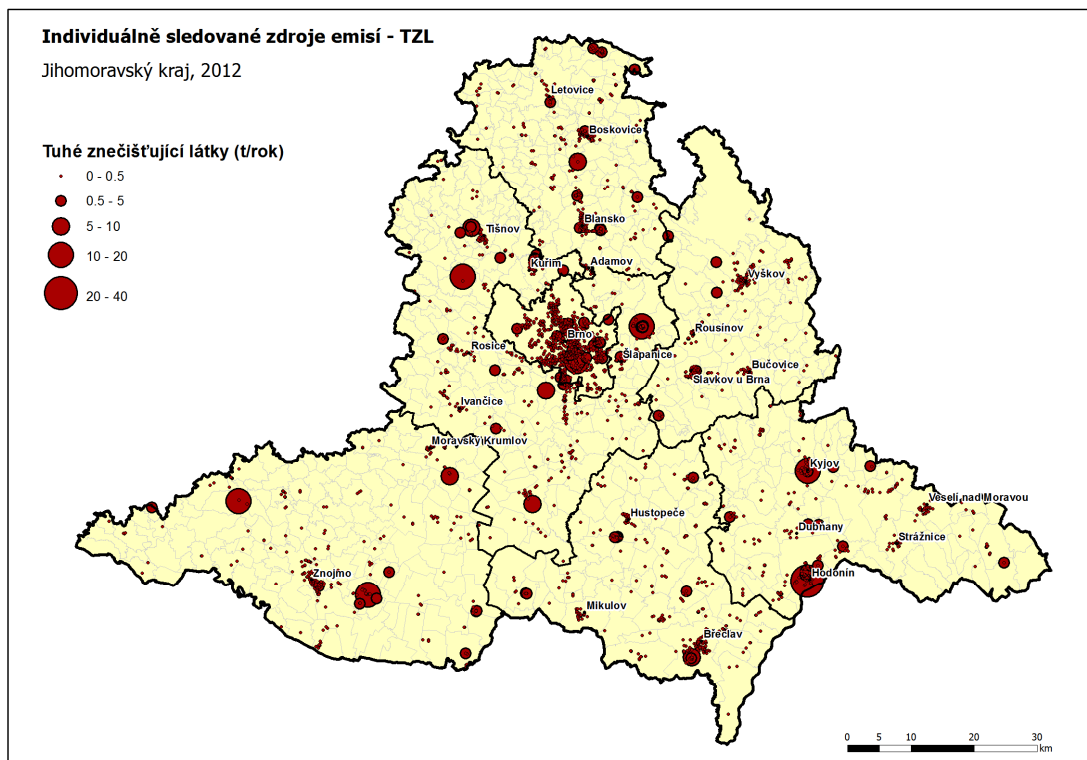 Individuálně sledované zdroje emisí - TZL
Jihomoravský kraj, 2012
Tuhé znečišťující látky (t/rok)
0 - 0.5
0.5 - 5
5 - 10
10 - 20
20 - 40
Letovice
Boskovice
Blansko
Tišnov
Kuřim
Adamov
Vyškov
Brno
Rousínov
Rosice
Šlapanice
Bučovice
Slavkov u Brna
Ivančice
Moravský Krumlov
Kyjov
Veselí nad Moravou
Hustopeče
Dubňany
Strážnice
Znojmo
Hodonín
Mikulov
Břeclav
0 5 10 20 30
km